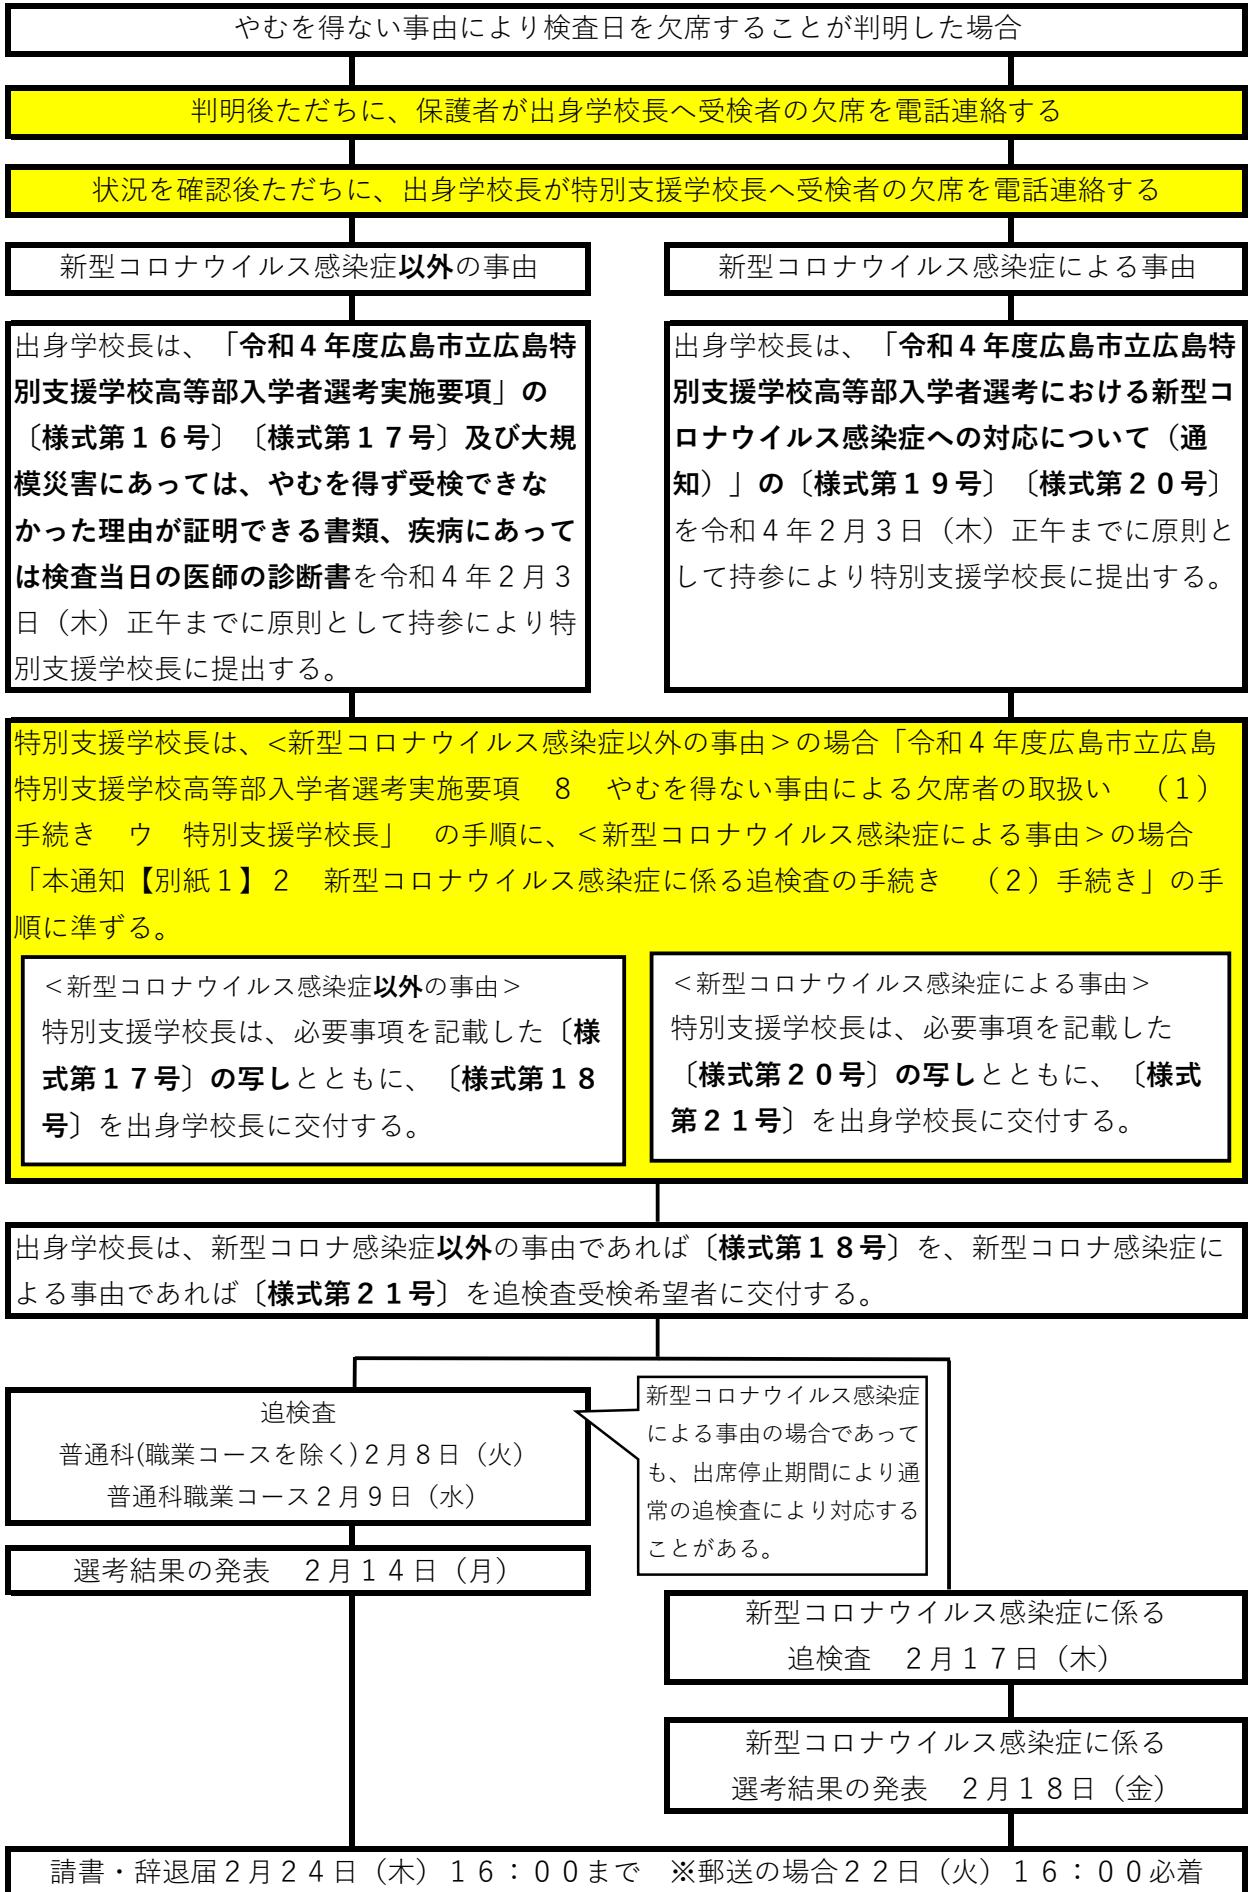 やむを得ない事由により検査日を欠席することが判明した場合
判明後ただちに、保護者が出身学校長へ受検者の欠席を電話連絡する
状況を確認後ただちに、出身学校長が特別支援学校長へ受検者の欠席を電話連絡する
新型コロナウイルス感染症以外の事由
出身学校長は、「令和４年度広島市立広島特
別支援学校高等部入学者選考実施要項」の
〔様式第１６号〕〔様式第１７号〕及び大規
模災害にあっては、やむを得ず受検できな
かった理由が証明できる書類、疾病にあって
は検査当日の医師の診断書を令和４年２月３
日（木）正午までに原則として持参により特
別支援学校長に提出する。
新型コロナウイルス感染症による事由
出身学校長は、「令和４年度広島市立広島特
別支援学校高等部入学者選考における新型コ
ロナウイルス感染症への対応について（通
知）」の〔様式第１９号〕〔様式第２０号〕
を令和４年２月３日（木）正午までに原則と
して持参により特別支援学校長に提出する。
特別支援学校長は、<新型コロナウイルス感染症以外の事由＞の場合「令和４年度広島市立広島
特別支援学校高等部入学者選考実施要項　８　やむを得ない事由による欠席者の取扱い　（１）
手続き　ウ　特別支援学校長」　の手順に、＜新型コロナウイルス感染症による事由＞の場合
「本通知【別紙１】２　新型コロナウイルス感染症に係る追検査の手続き　（２）手続き」の手
順に準ずる。
＜新型コロナウイルス感染症以外の事由＞
特別支援学校長は、必要事項を記載した〔様
式第１７号〕の写しとともに、〔様式第１８
号〕を出身学校長に交付する。
＜新型コロナウイルス感染症による事由＞
特別支援学校長は、必要事項を記載した
〔様式第２０号〕の写しとともに、〔様式
第２１号〕を出身学校長に交付する。
出身学校長は、新型コロナ感染症以外の事由であれば〔様式第１８号〕を、新型コロナ感染症に
よる事由であれば〔様式第２１号〕を追検査受検希望者に交付する。
追検査
普通科(職業コースを除く)２月８日（火）
普通科職業コース２月９日（水）
新型コロナウイルス感染症
による事由の場合であって
も、出席停止期間により通
常の追検査により対応する
ことがある。
選考結果の発表　２月１４日（月）
新型コロナウイルス感染症に係る
追検査　２月１７日（木）
新型コロナウイルス感染症に係る
選考結果の発表　２月１８日（金）
請書・辞退届２月２４日（木）１６：００まで　※郵送の場合２２日（火）１６：００必着